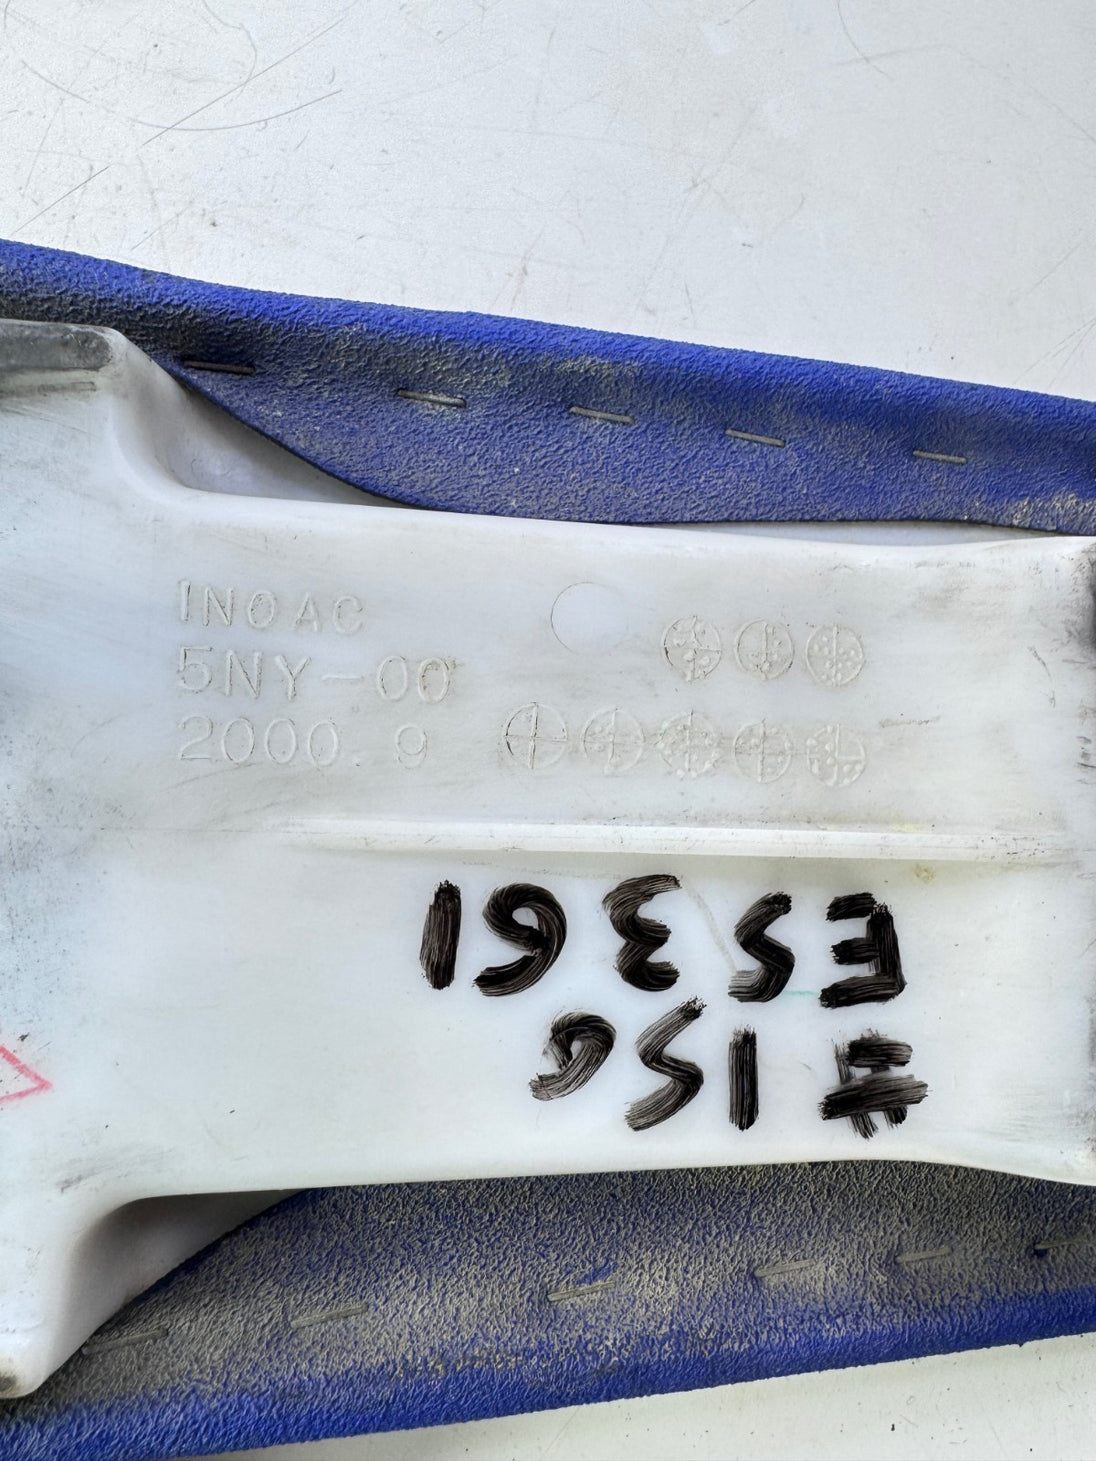 INOAC
5NY-00
2000.9
#156
ES361